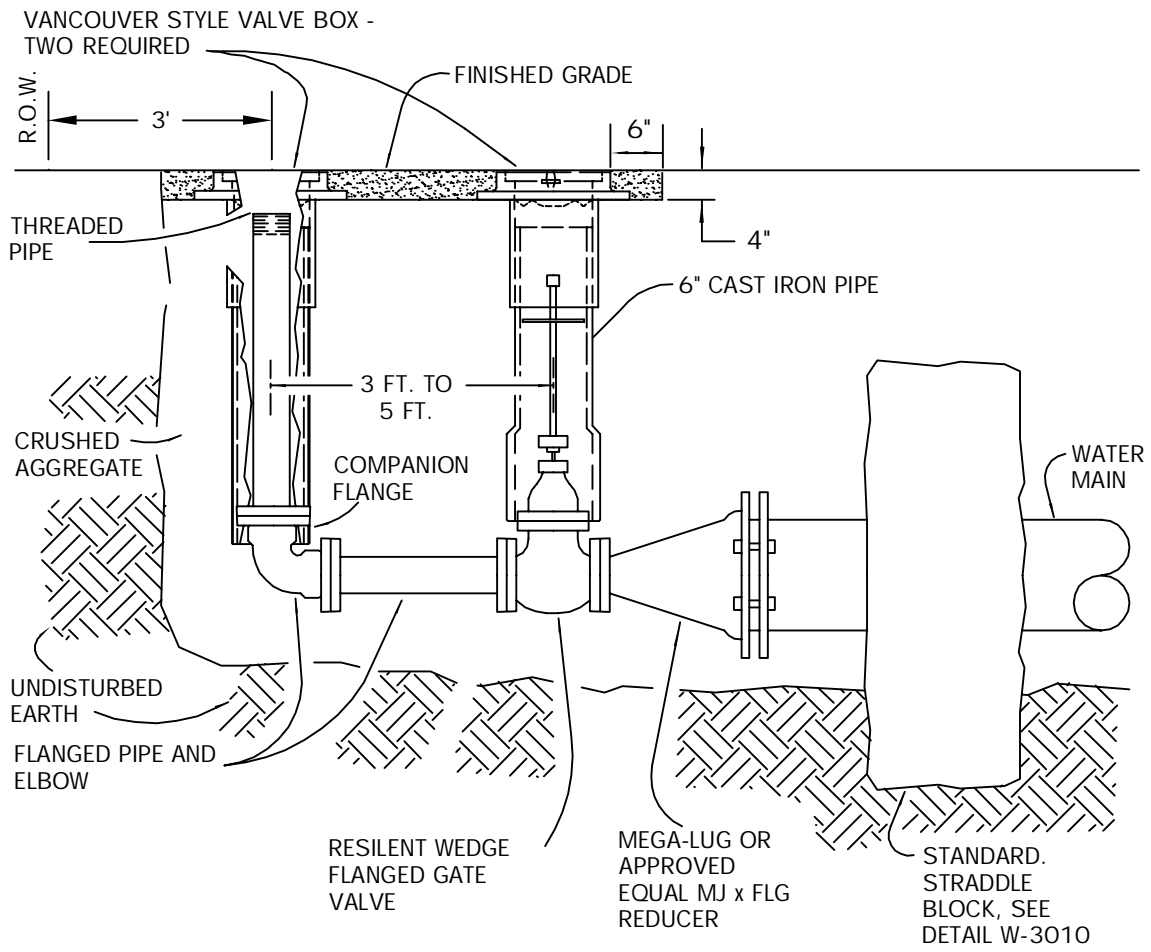 VANCOUVER STYLE VALVE BOX -
TWO REQUIRED
FINISHED GRADE
R.O.W.
3'
6"
4"
THREADED
PIPE
6" CAST IRON PIPE
3 FT. TO
5 FT.
CRUSHED
AGGREGATE
COMPANION
FLANGE
WATER
MAIN
UNDISTURBED
EARTH
FLANGED PIPE AND
ELBOW
RESILENT WEDGE
FLANGED GATE
VALVE
MEGA-LUG OR
APPROVED
EQUAL MJ x FLG
REDUCER
STANDARD.
STRADDLE
BLOCK, SEE
DETAIL W-3010